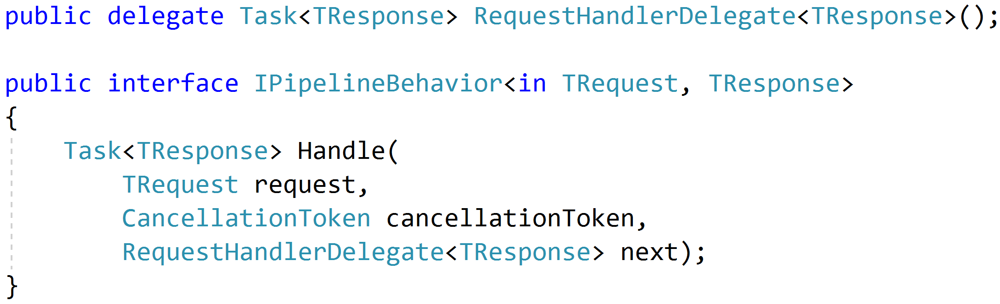 public delegate Task<TResponse> RequestHandlerDelegate<TResponse>();
public interface IPipelineBehavior<in TRequest, TResponse>
{
Task<TResponse> Handle(
TRequest request,
CancellationToken cancellationToken,
RequestHandlerDelegate<TResponse> next);
}